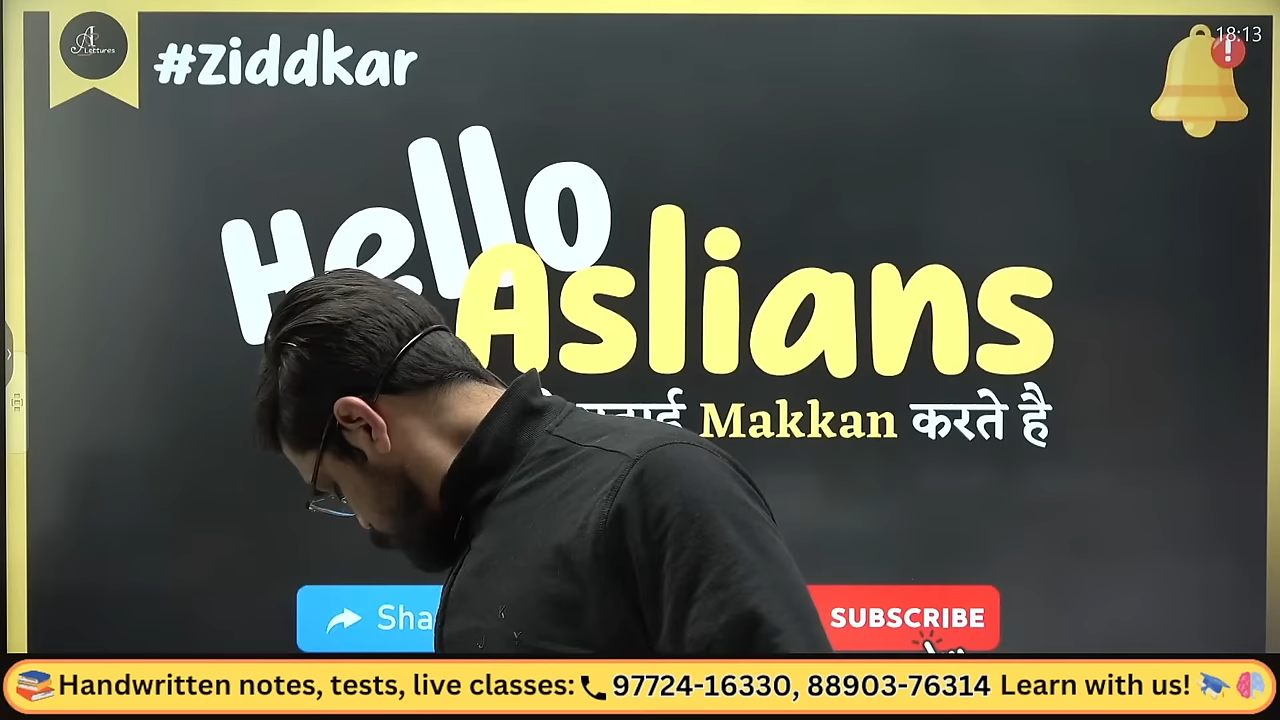 A
Lectures
#ziddkar
18:13
Hello
Aslians
Makkan करते है
Sha
SUBSCRIBE
Handwritten notes, tests, live classes: 97724-16330, 88903-76314 Learn with us!